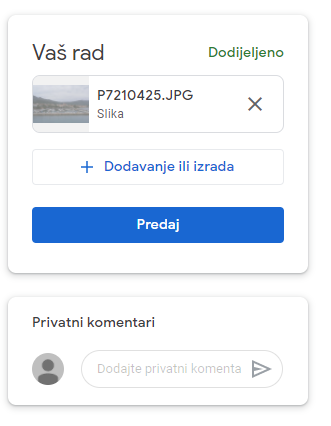 Vaš rad
Dodijeljeno
P7210425.JPG
Slika
Dodavanje ili izrada
Predaj
Privatni komentari
Dodajte privatni komenta